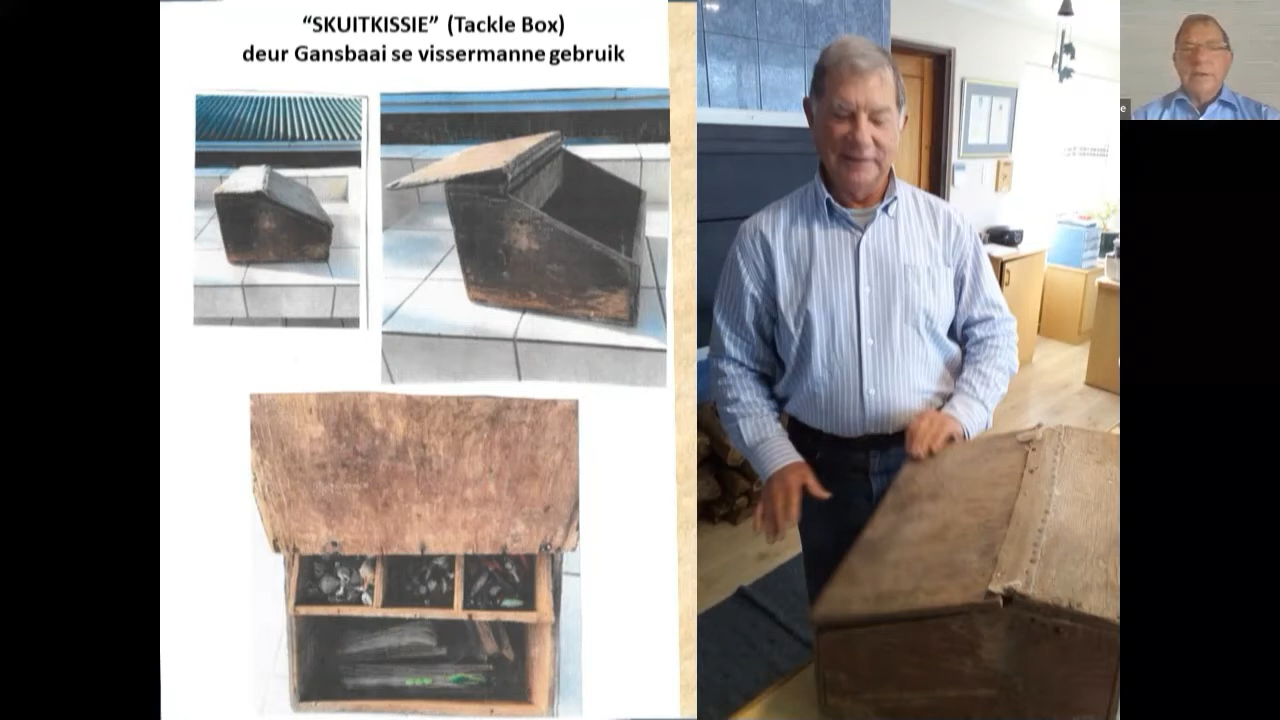 “SKUITKISSIE” (Tackle Box)
deur Gansbaai se vissermanne gebruik